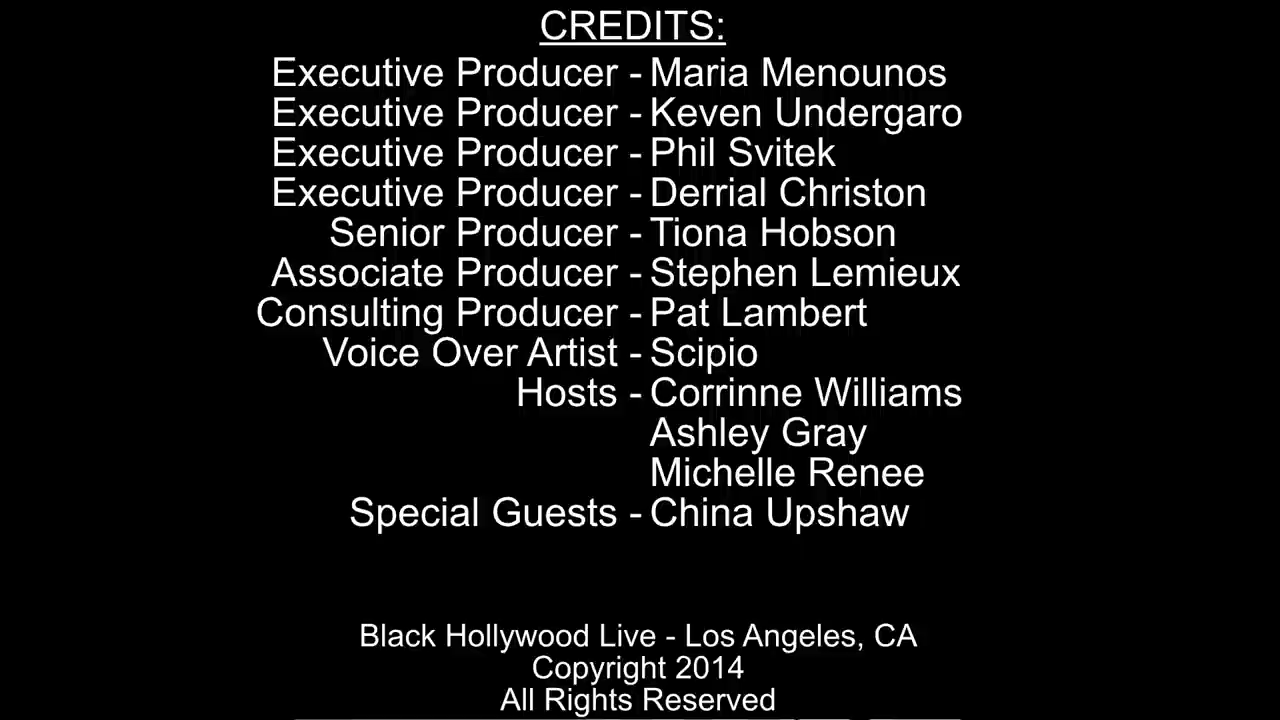 CREDITS:
Executive Producer - Maria Menounos
Executive Producer - Keven Undergaro
Executive Producer - Phil Svitek
Executive Producer - Derrial Christon
Senior Producer - Tiona Hobson
Associate Producer - Stephen Lemieux
Consulting Producer - Pat Lambert
Voice Over Artist - Scipio
Hosts - Corrinne Williams
Ashley Gray
Michelle Renee
Special Guests - China Upshaw
Black Hollywood Live - Los Angeles, CA
Copyright 2014
All Rights Reserved